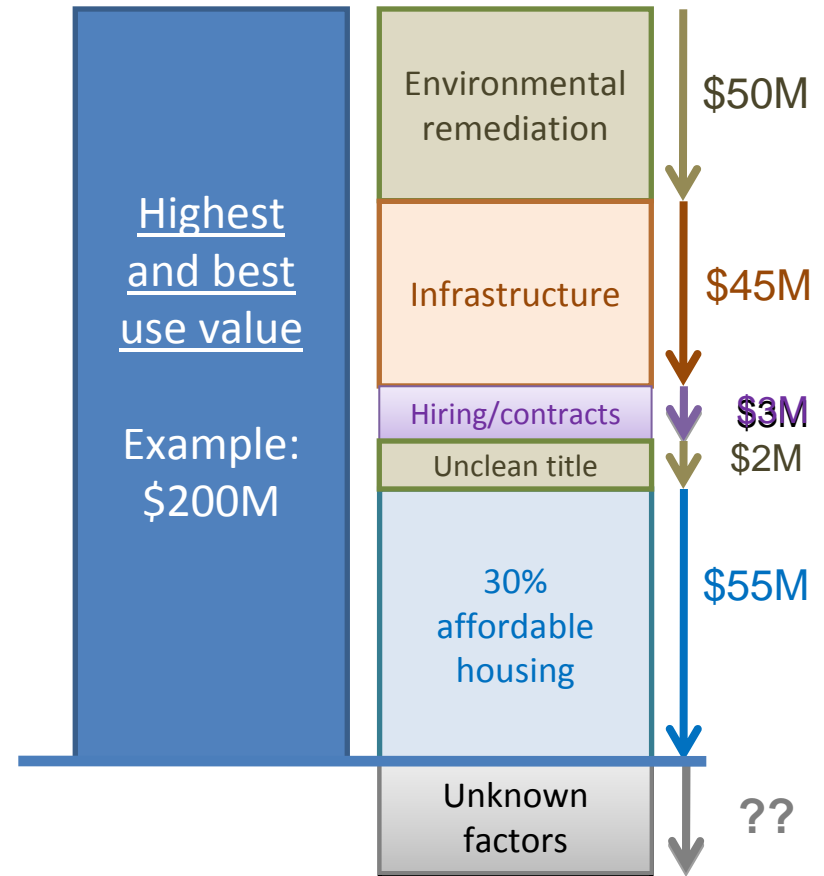 Highest
and best
use value
Example:
$200M
Environmental
remediation
$50M
Infrastructure
$45M
Hiring/contracts
$3M
Unclean title
$2M
30%
affordable
housing
$55M
Unknown
factors
??